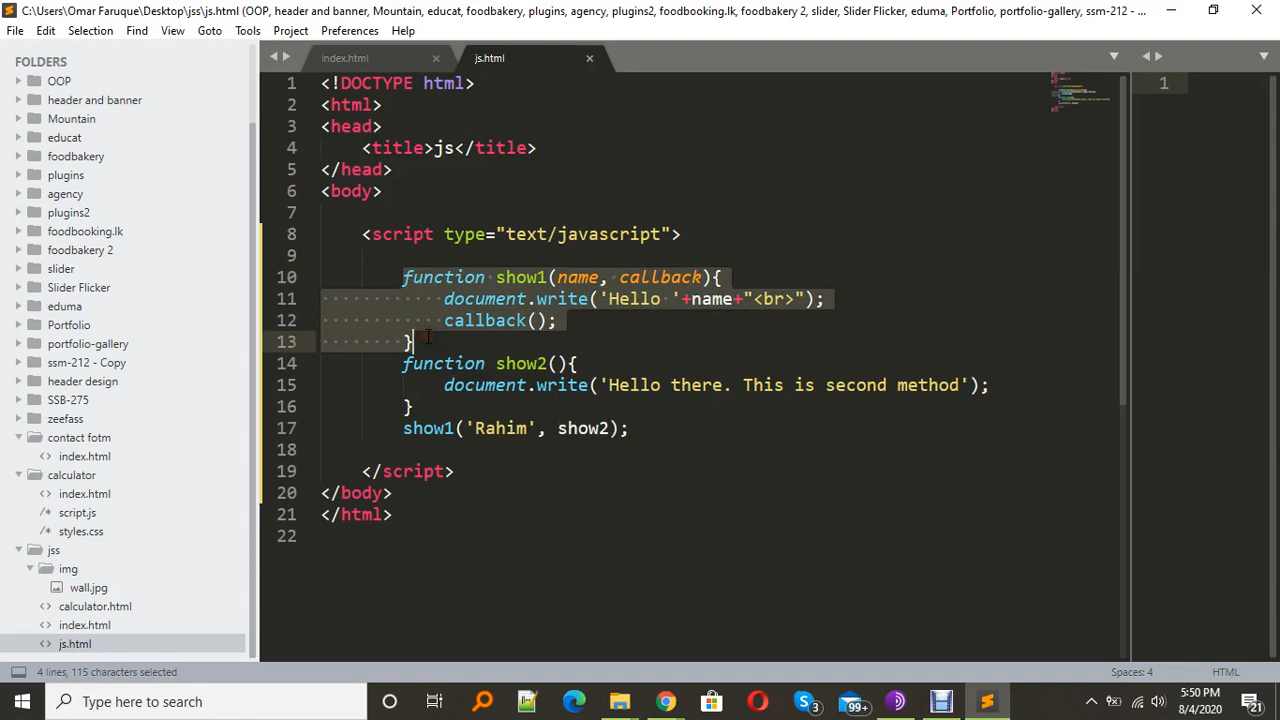 C:\Users\Omar Faruque\Desktop\jss\js.html (OOP, header and banner, Mountain, educat, foodbakery, plugins, agency, plugins2, foodbooking.lk, foodbakery 2, slider, Slider Flicker, eduma, Portfolio, portfolio-gallery, ssm-212 - Copy...
File Edit Selection Find View Goto Tools Project Preferences Help
FOLDERS
OOP
header and banner
Mountain
educat
foodbakery
plugins
agency
plugins2
foodbooking.lk
foodbakery 2
slider
Slider Flicker
eduma
Portfolio
portfolio-gallery
ssm-212 - Copy
header design
SSB-275
zeefass
contact fotm
index.html
calculator
index.html
script.js
styles.css
jss
img
wall.jpg
calculator.html
index.html
js.html
index.html
js.html
1 <!DOCTYPE html>
2 <html>
3 <head>
4 <title>js</title>
5 </head>
6 <body>
7
8 <script type="text/javascript">
9
10 function show1(name, callback){
11 document.write('Hello '+name+"<br>");
12 callback();
13 }
14 function show2(){
15 document.write('Hello there. This is second method');
16 }
17 show1('Rahim', show2);
18
19 </script>
20 </body>
21 </html>
22
1
4 lines, 115 characters selected
Spaces: 4
HTML
Type here to search
3
99+
5:50 PM
8/4/2020
21